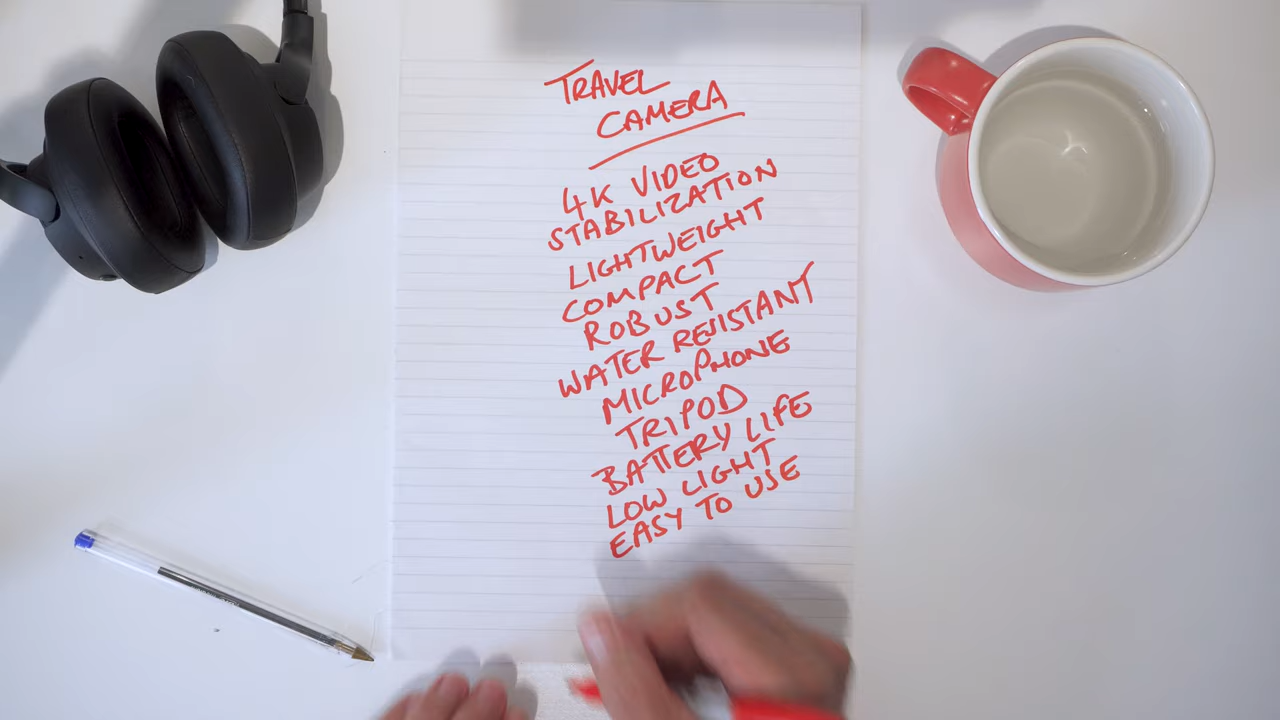 TRAVEL
CAMERA
4K VIDEO
STABILIZATION
LIGHTWEIGHT
COMPACT
ROBUST
WATER RESISTANT
MICROPHONE
TRIPOD
BATTERY LIFE
LOW LIGHT
EASY TO USE